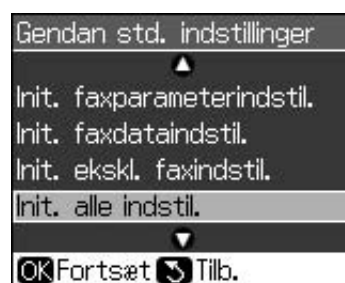 Gendan std. indstillinger
Init. faxparameterindstil.
Init. faxdataindstil.
Init. ekskl. faxindstil.
Init. alle indstil.
OK Fortsæt Tilb.